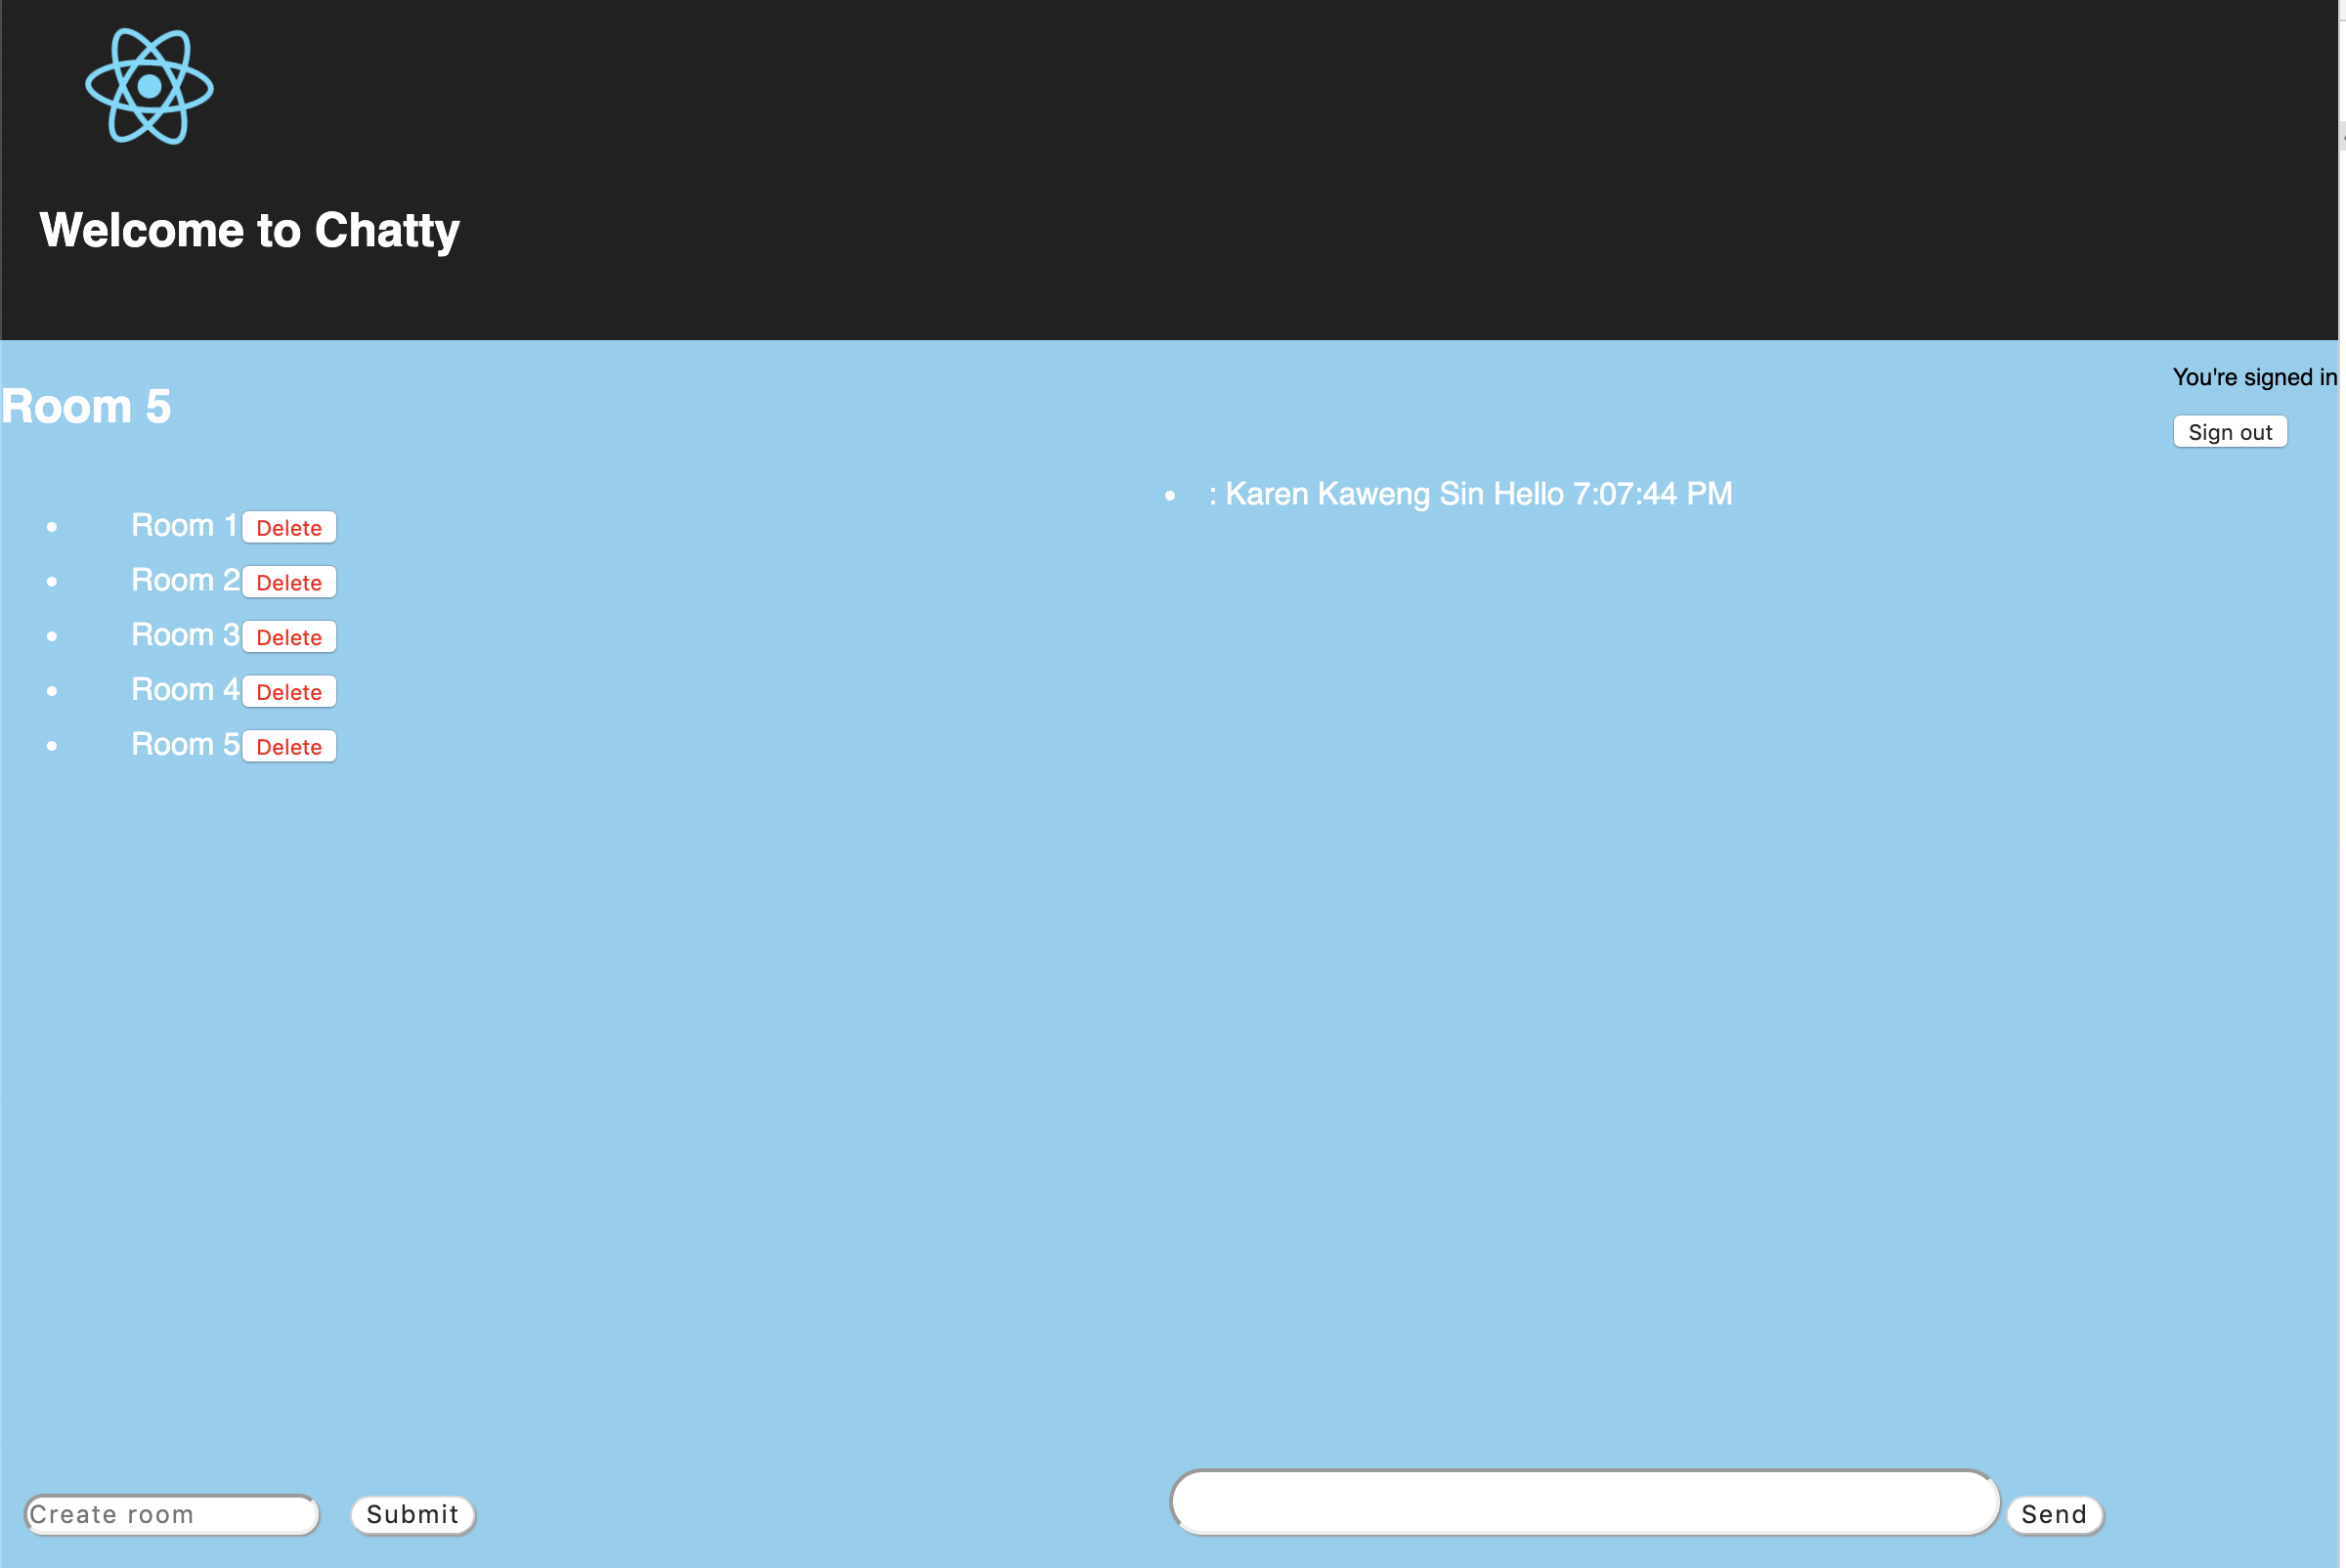 Welcome to Chatty
You're signed in
Room 5
Sign out
: Karen Kaweng Sin Hello 7:07:44 PM
Room 1 Delete
Room 2 Delete
Room 3 Delete
Room 4 Delete
Room 5 Delete
Create room Submit
Send